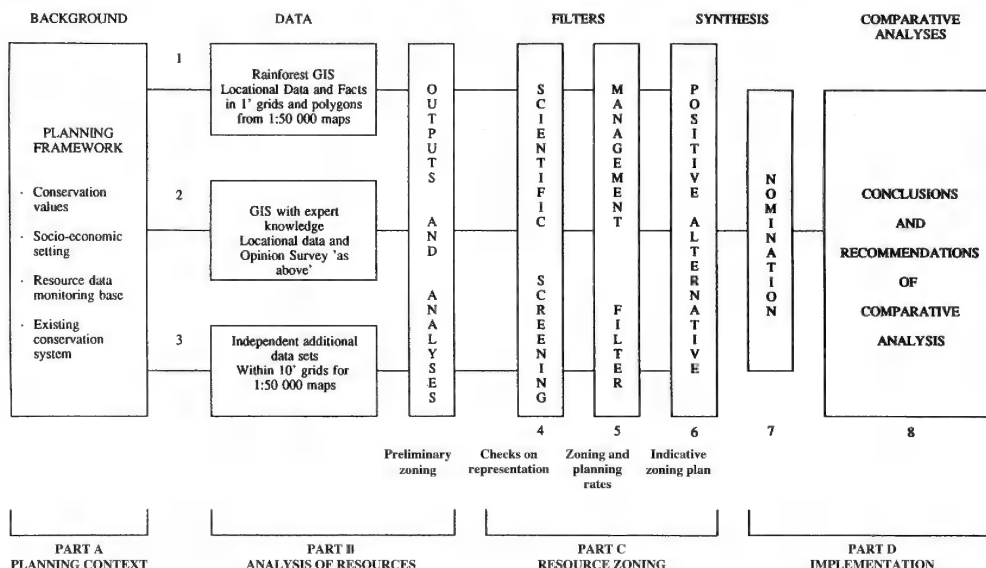 BACKGROUND
DATA
FILTERS
SYNTHESIS
COMPARATIVE
ANALYSES
PLANNING
FRAMEWORK
· Conservation
values
· Socio-economic
setting
· Resource data
monitoring base
· Existing
conservation
system
1
Rainforest GIS
Locational Data and Facts
in 1' grids and polygons
from 1:50 000 maps
2
GIS with expert
knowledge
Locational data and
Opinion Survey 'as
above'
3
Independent additional
data sets
Within 10' grids for
1:50 000 maps
OUTPUTS AND ANALYSES
SCIENTIFIC SCREENING
MANAGEMENT FILTER
POSITIVE ALTERNATIVE
NOMINATION
CONCLUSIONS
AND
RECOMMENDATIONS
OF
COMPARATIVE
ANALYSIS
4
5
6
7
8
Preliminary
zoning
Checks on
representation
Zoning and
planning
rates
Indicative
zoning plan
PART A
PLANNING CONTEXT
PART B
ANALYSIS OF RESOURCES
PART C
RESOURCE ZONING
PART D
IMPLEMENTATION